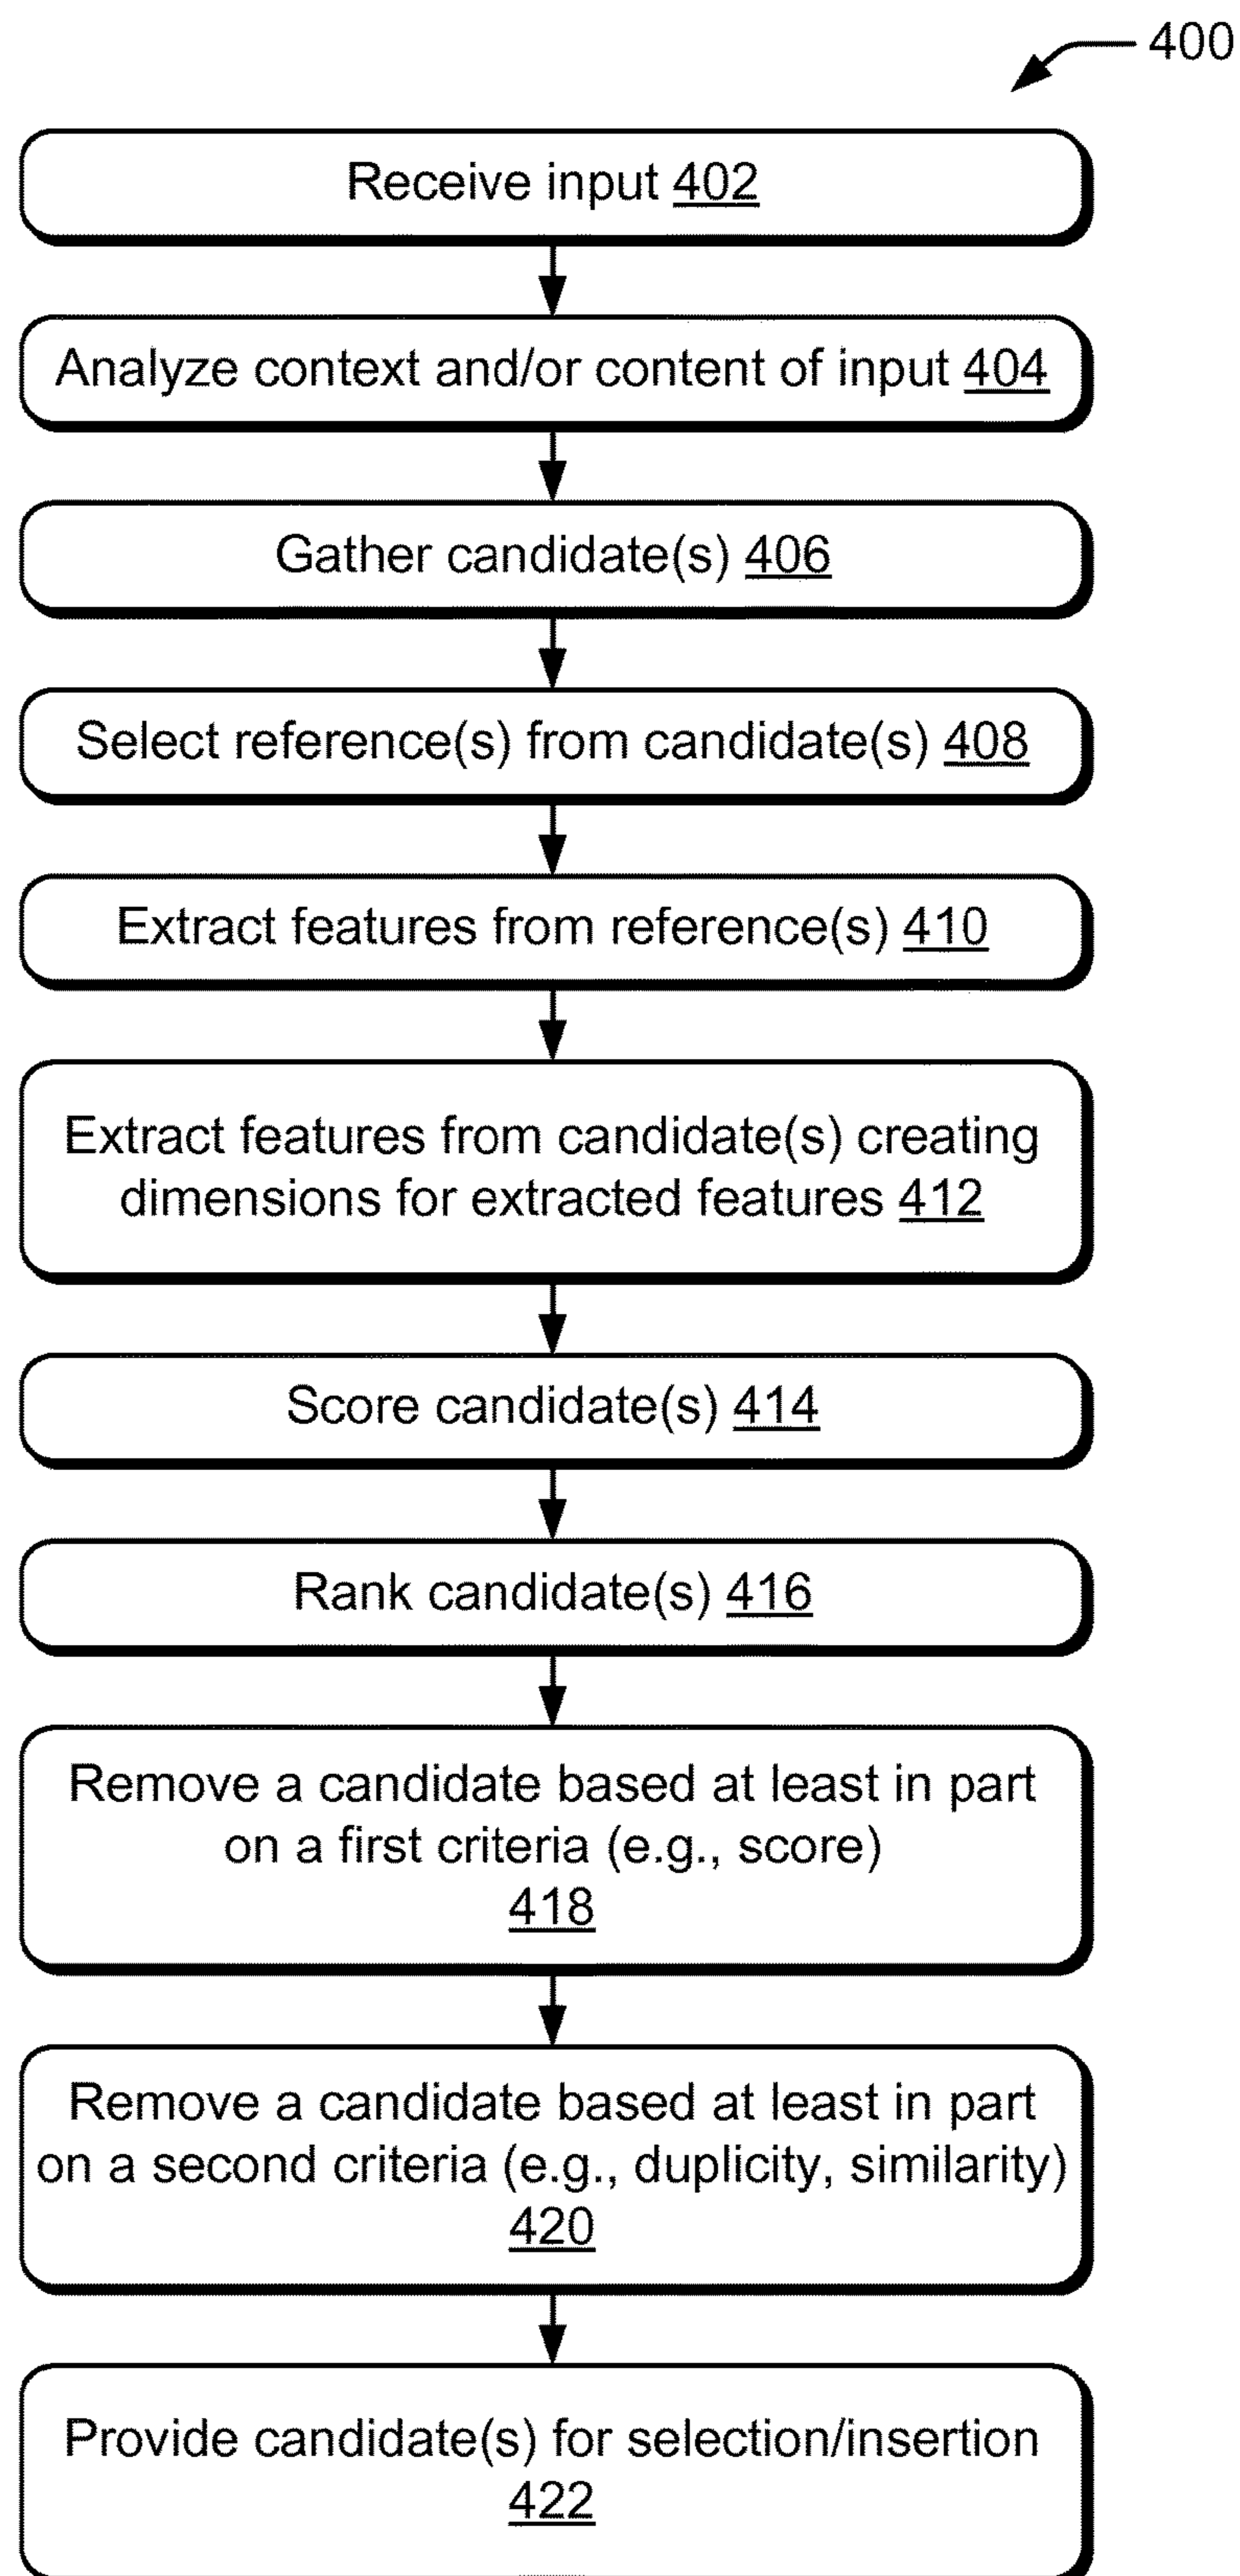 400
Receive input 402
Analyze context and/or content of input 404
Gather candidate(s) 406
Select reference(s) from candidate(s) 408
Extract features from reference(s) 410
Extract features from candidate(s) creating
dimensions for extracted features 412
Score candidate(s) 414
Rank candidate(s) 416
Remove a candidate based at least in part
on a first criteria (e.g., score)
418
Remove a candidate based at least in part
on a second criteria (e.g., duplicity, similarity)
420
Provide candidate(s) for selection/insertion
422